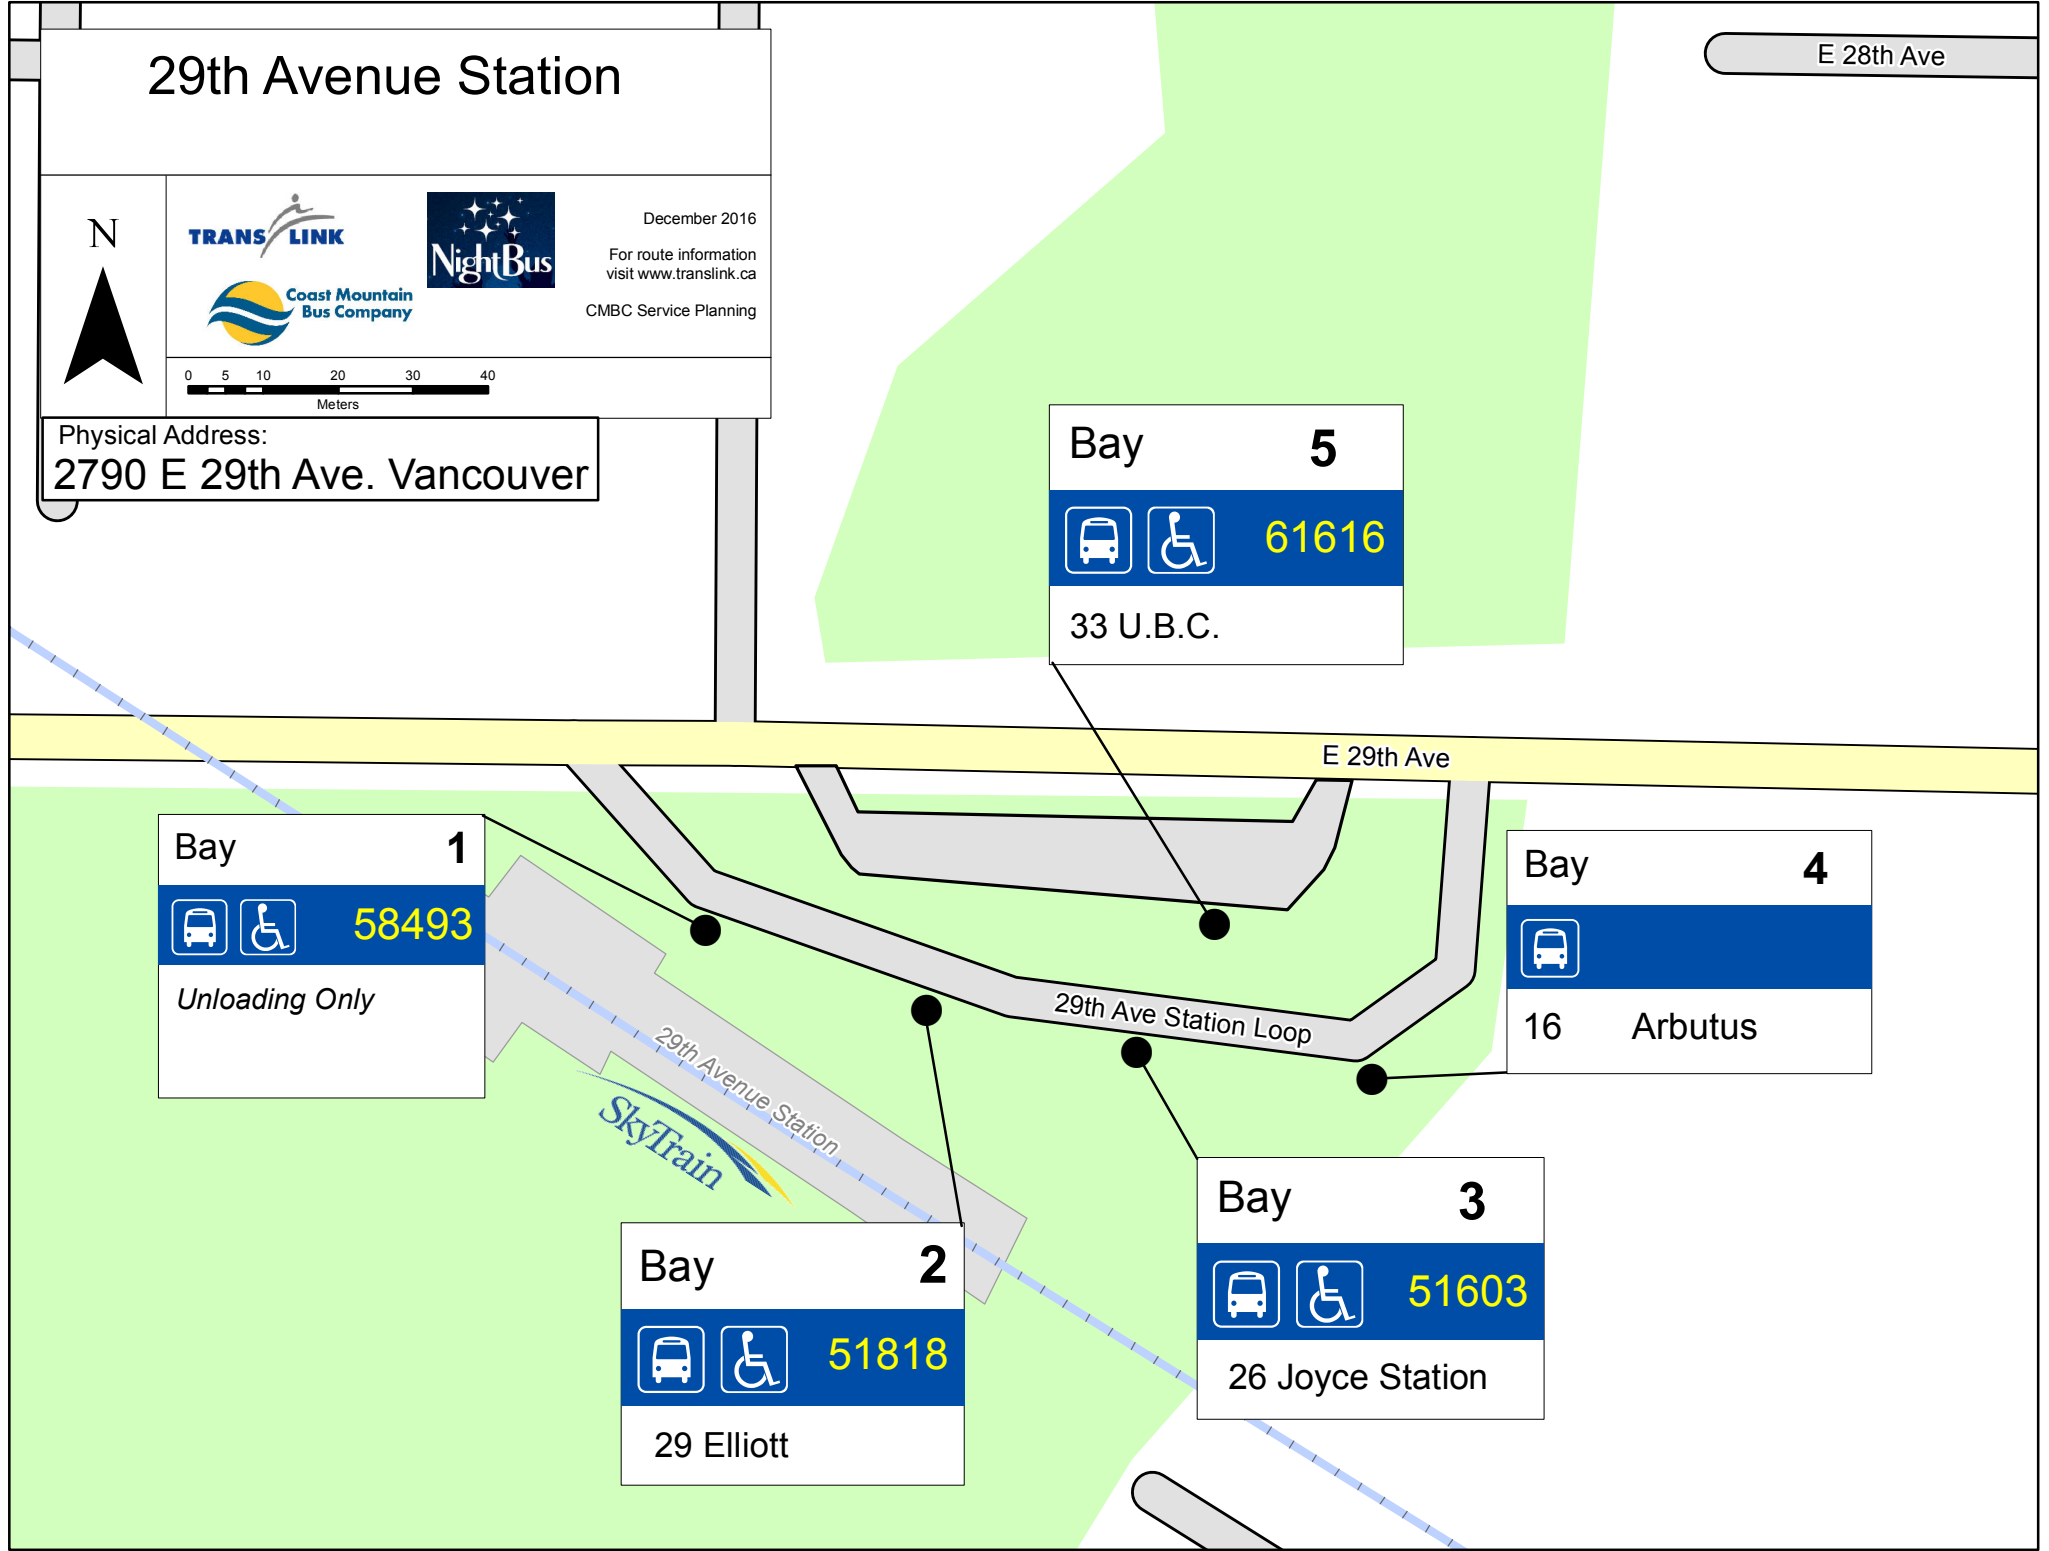 29th Avenue Station
N
TRANS LINK
NightBus
Coast Mountain
Bus Company
December 2016
For route information
visit www.translink.ca
CMBC Service Planning
0 5 10 20 30 40
Meters
Physical Address:
2790 E 29th Ave. Vancouver
E 28th Ave
Bay 5
61616
33 U.B.C.
E 29th Ave
Bay 1
58493
Unloading Only
Bay 4
16 Arbutus
29th Ave Station Loop
29th Avenue Station
SkyTrain
Bay 3
51603
26 Joyce Station
Bay 2
51818
29 Elliott